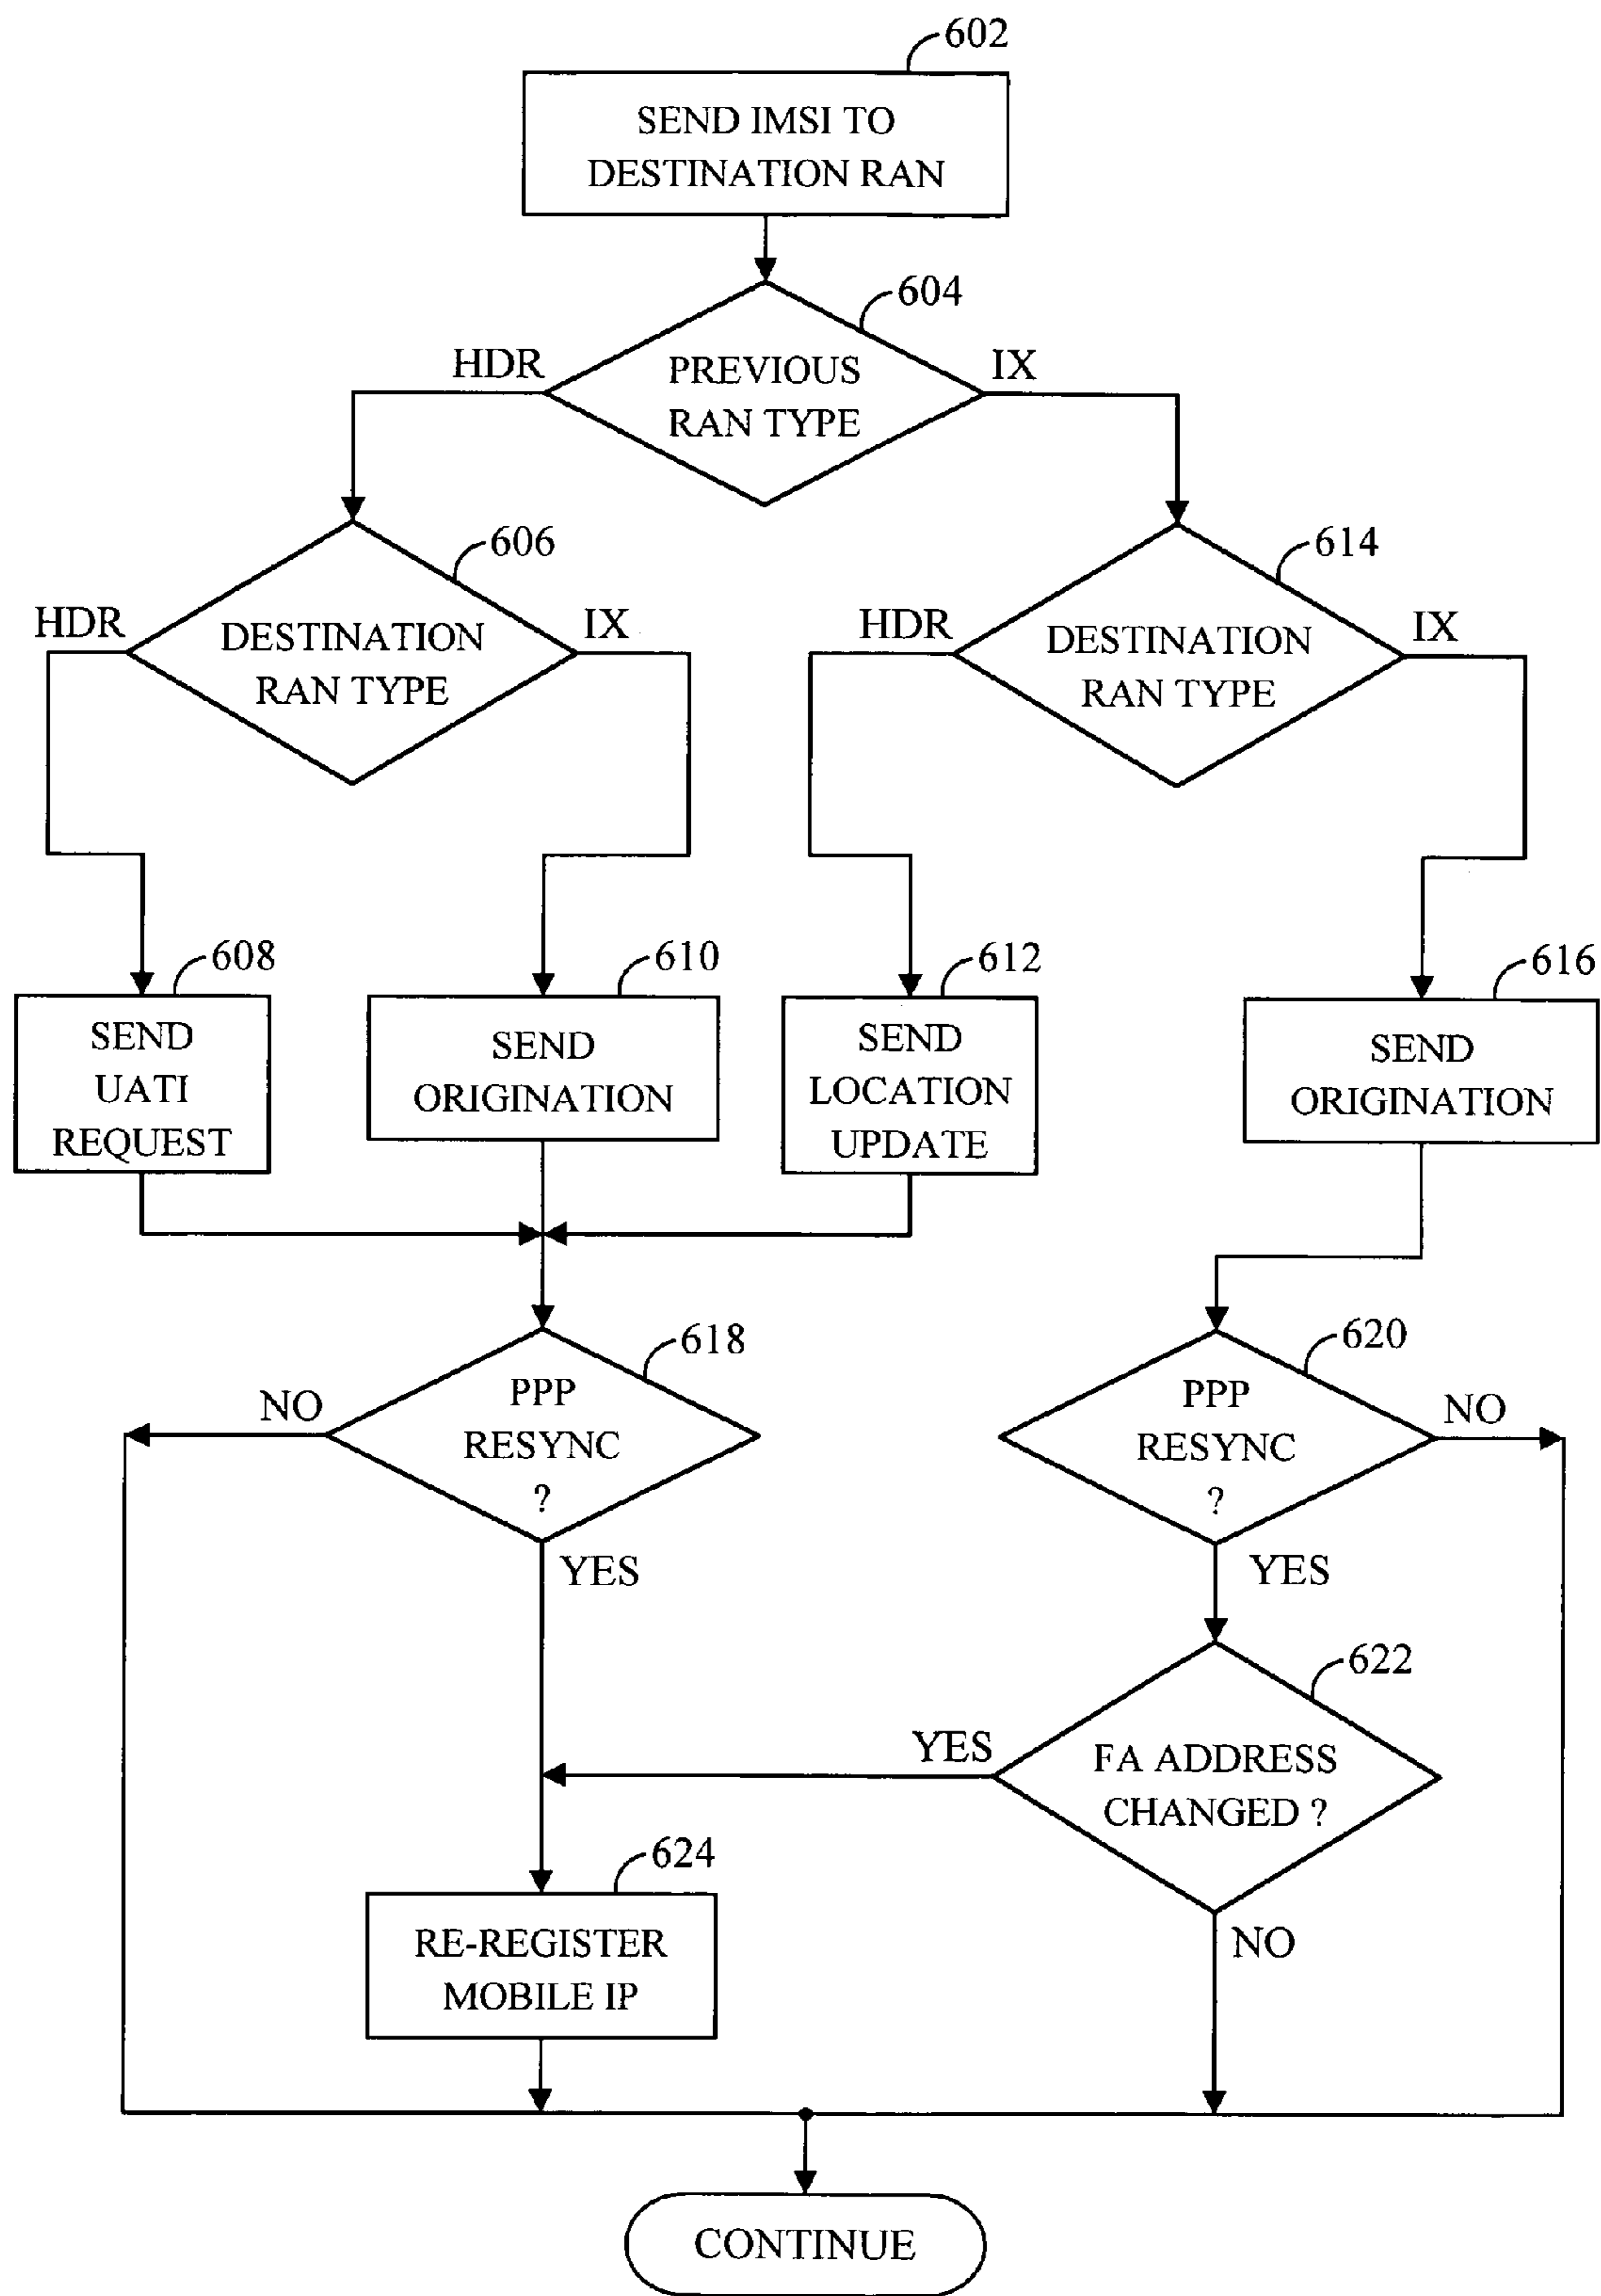 602
SEND IMSI TO
DESTINATION RAN
604
HDR
PREVIOUS
RAN TYPE
IX
606
HDR
DESTINATION
RAN TYPE
IX
614
HDR
DESTINATION
RAN TYPE
IX
608
SEND
UATI
REQUEST
610
SEND
ORIGINATION
612
SEND
LOCATION
UPDATE
616
SEND
ORIGINATION
618
NO
PPP
RESYNC
?
YES
620
PPP
RESYNC
?
NO
YES
622
YES
FA ADDRESS
CHANGED ?
NO
624
RE-REGISTER
MOBILE IP
CONTINUE